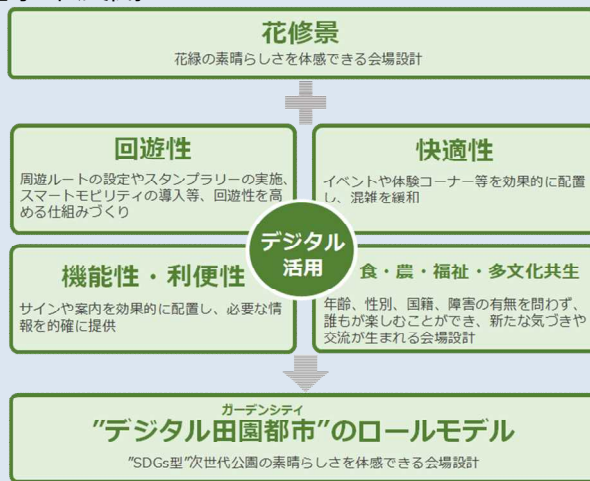 花修景
花緑の素晴らしさを体感できる会場設計
回遊性
周遊ルートの設定やスタンプラリーの実施、
スマートモビリティの導入等、回遊性を高
める仕組みづくり
快適性
イベントや体験コーナー等を効果的に配置
し、混雑を緩和
デジタル
活用
機能性・利便性
サインや案内を効果的に配置し、必要な情
報を的確に提供
食・農・福祉・多文化共生
年齢、性別、国籍、障害の有無を問わず、
誰もが楽しむことができ、新たな気づきや
交流が生まれる会場設計
ガーデンシティ
”デジタル田園都市”のロールモデル
”SDGs型”次世代公園の素晴らしさを体感できる会場設計